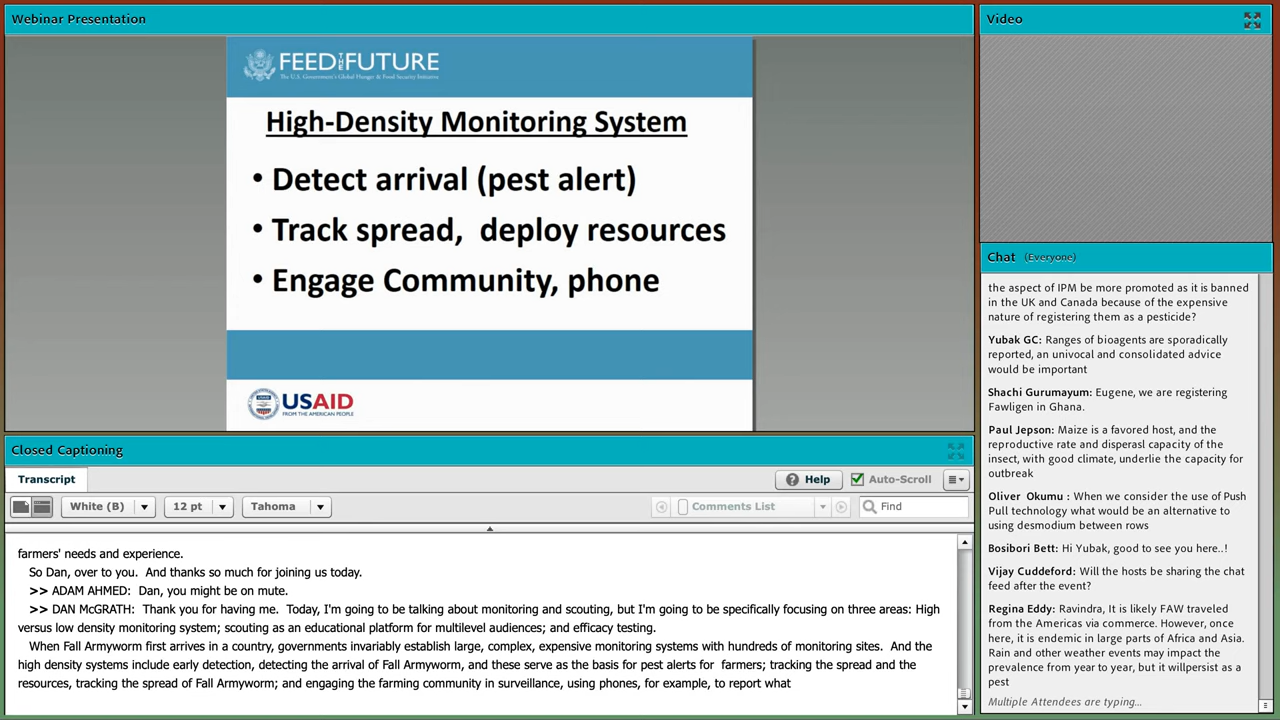 Webinar Presentation
FEED THE FUTURE
The U.S. Government's Global Hunger & Food Security Initiative
High-Density Monitoring System
• Detect arrival (pest alert)
• Track spread,  deploy resources
• Engage Community, phone
USAID
FROM THE AMERICAN PEOPLE
Closed Captioning
Transcript
Help
Auto-Scroll
White (B)
12 pt
Tahoma
Comments List
Find
farmers' needs and experience.
So Dan, over to you.  And thanks so much for joining us today.
>> ADAM AHMED:  Dan, you might be on mute.
>> DAN McGRATH:  Thank you for having me.  Today, I'm going to be talking about monitoring and scouting, but I'm going to be specifically focusing on three areas: High
versus low density monitoring system; scouting as an educational platform for multilevel audiences; and efficacy testing.
When Fall Armyworm first arrives in a country, governments invariably establish large, complex, expensive monitoring systems with hundreds of monitoring sites.  And the
high density systems include early detection, detecting the arrival of Fall Armyworm, and these serve as the basis for pest alerts for  farmers; tracking the spread and the
resources, tracking the spread of Fall Armyworm; and engaging the farming community in surveillance, using phones, for example, to report what
Video
Chat (Everyone)
the aspect of IPM be more promoted as it is banned
in the UK and Canada because of the expensive
nature of registering them as a pesticide?
Yubak GC: Ranges of bioagents are sporadically
reported, an univocal and consolidated advice
would be important
Shachi Gurumayum: Eugene, we are registering
Fawligen in Ghana.
Paul Jepson: Maize is a favored host, and the
reproductive rate and disperasl capacity of the
insect, with good climate, underlie the capacity for
outbreak
Oliver Okumu : When we consider the use of Push
Pull technology what would be an alternative to
using desmodium between rows
Bosibori Bett: Hi Yubak, good to see you here..!
Vijay Cuddeford: Will the hosts be sharing the chat
feed after the event?
Regina Eddy: Ravindra, It is likely FAW traveled
from the Americas via commerce. However, once
here, it is endemic in large parts of Africa and Asia.
Rain and other weather events may impact the
prevalence from year to year, but it willpersist as a
pest
Multiple Attendees are typing...